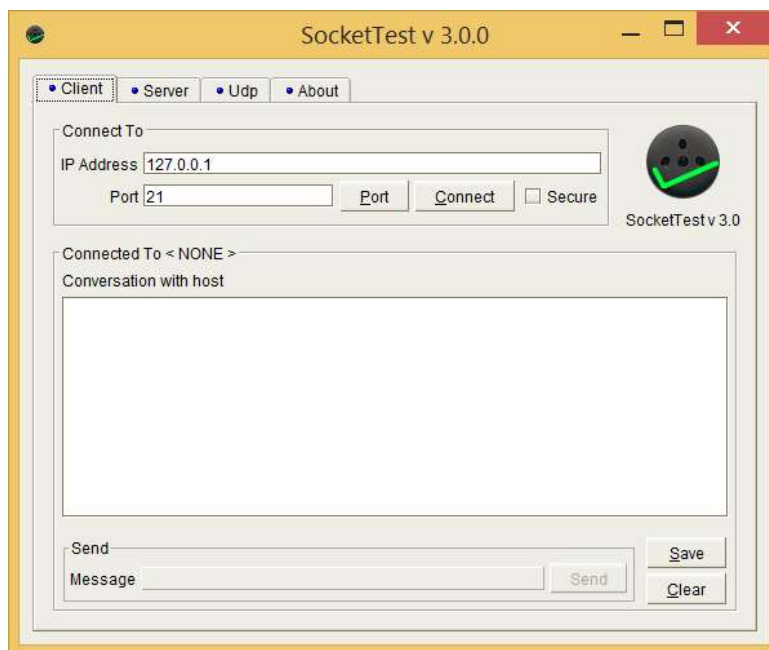 SocketTest v 3.0.0
Client Server Udp About
Connect To
IP Address 127.0.0.1
Port 21 Port Connect Secure
SocketTest v 3.0
Connected To < NONE >
Conversation with host
Send
Message Send
Save
Clear